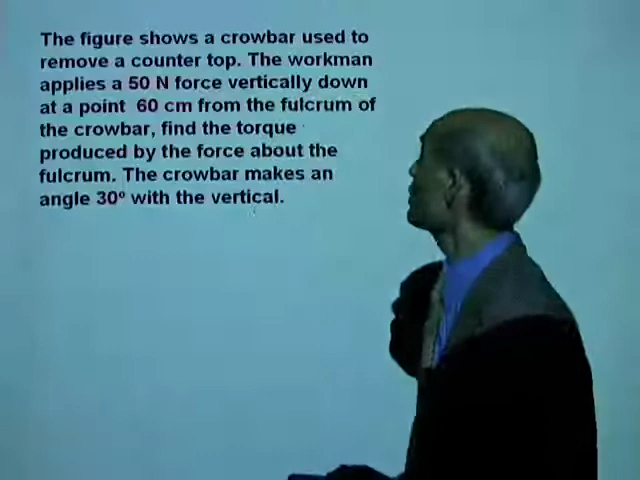 The figure shows a crowbar used to
remove a counter top. The workman
applies a 50 N force vertically down
at a point 60 cm from the fulcrum of
the crowbar, find the torque
produced by the force about the
fulcrum. The crowbar makes an
angle 30º with the vertical.